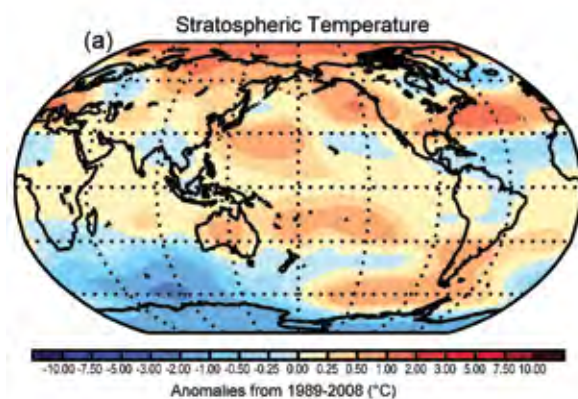 Stratospheric Temperature
(a)
-10.00 -7.50 -5.00 -2.00 -1.00 -0.50 -0.25 0.00 0.25 0.50 1.00 2.00 3.00 5.00 7.50 10.00
Anomalies from 1989-2008 (°C)